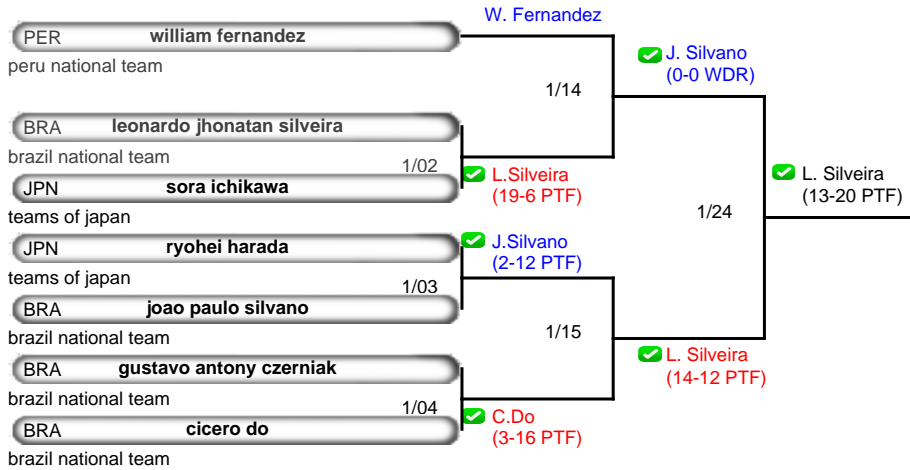 W. Fernandez
PER william fernandez
peru national team
J. Silvano
(0-0 WDR)
1/14
BRA leonardo jhonatan silveira
brazil national team
1/02
JPN sora ichikawa
teams of japan
L.Silveira
(19-6 PTF)
L. Silveira
(13-20 PTF)
1/24
JPN ryohei harada
teams of japan
J.Silvano
(2-12 PTF)
1/03
BRA joao paulo silvano
brazil national team
1/15
BRA gustavo antony czerniak
brazil national team
L. Silveira
(14-12 PTF)
1/04
BRA cicero do
brazil national team
C.Do
(3-16 PTF)